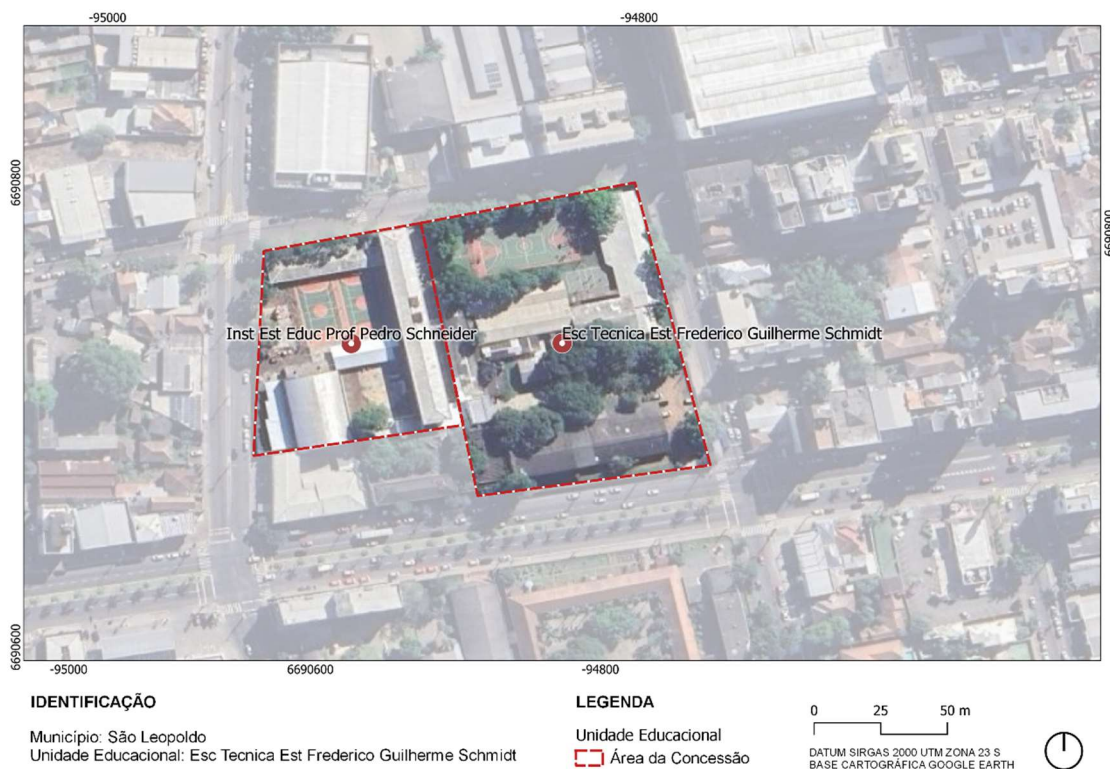 -95000
-94800
6690800
6690800
Inst Est Educ Prof Pedro Schneider
Esc Tecnica Est Frederico Guilherme Schmidt
6690600
-95000
6690600
-94800
IDENTIFICAÇÃO
Município: São Leopoldo
Unidade Educacional: Esc Tecnica Est Frederico Guilherme Schmidt
LEGENDA
Unidade Educacional
Área da Concessão
0 25 50 m
DATUM SIRGAS 2000 UTM ZONA 23 S
BASE CARTOGRÁFICA GOOGLE EARTH